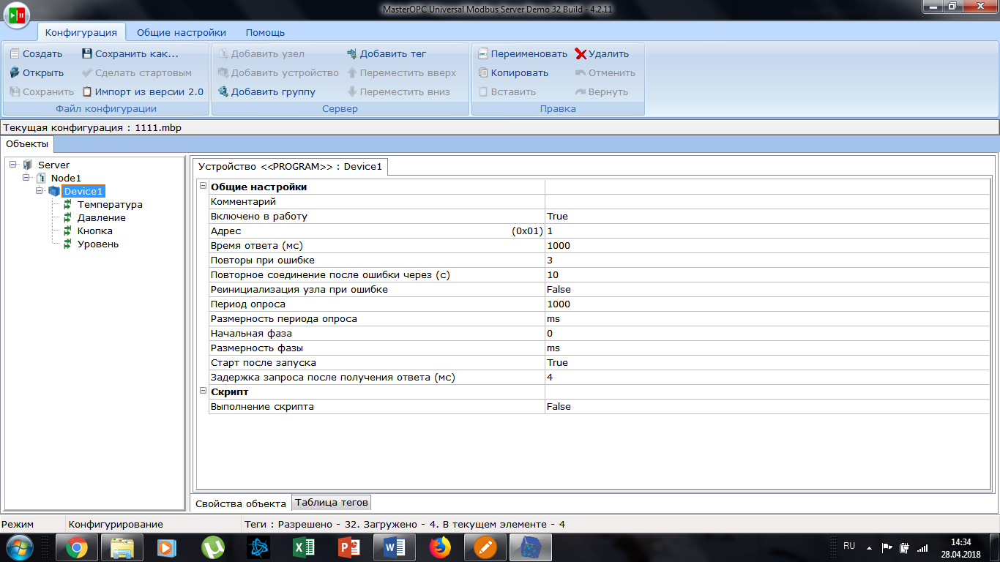 MasterOPC Universal Modbus Server Demo 32 Build - 4.2.11
Конфигурация Общие настройки Помощь
Создать Сохранить как... Добавить узел Добавить тег Переименовать Удалить
Открыть Сделать стартовым Добавить устройство Переместить вверх Копировать Отменить
Сохранить Импорт из версии 2.0 Добавить группу Переместить вниз Вставить Вернуть
Файл конфигурации Сервер Правка
Текущая конфигурация : 1111.mbp
Объекты
Server
Node1
Device1
Температура
Давление
Кнопка
Уровень
Устройство <<PROGRAM>> : Device1
Общие настройки
Комментарий
Включено в работу True
Адрес (0x01) 1
Время ответа (мс) 1000
Повторы при ошибке 3
Повторное соединение после ошибки через (с) 10
Реинициализация узла при ошибке False
Период опроса 1000
Размерность периода опроса ms
Начальная фаза 0
Размерность фазы ms
Старт после запуска True
Задержка запроса после получения ответа (мс) 4
Скрипт
Выполнение скрипта False
Свойства объекта Таблица тегов
Режим Конфигурирование Теги : Разрешено - 32. Загружено - 4. В текущем элементе - 4
RU 14:34
28.04.2018